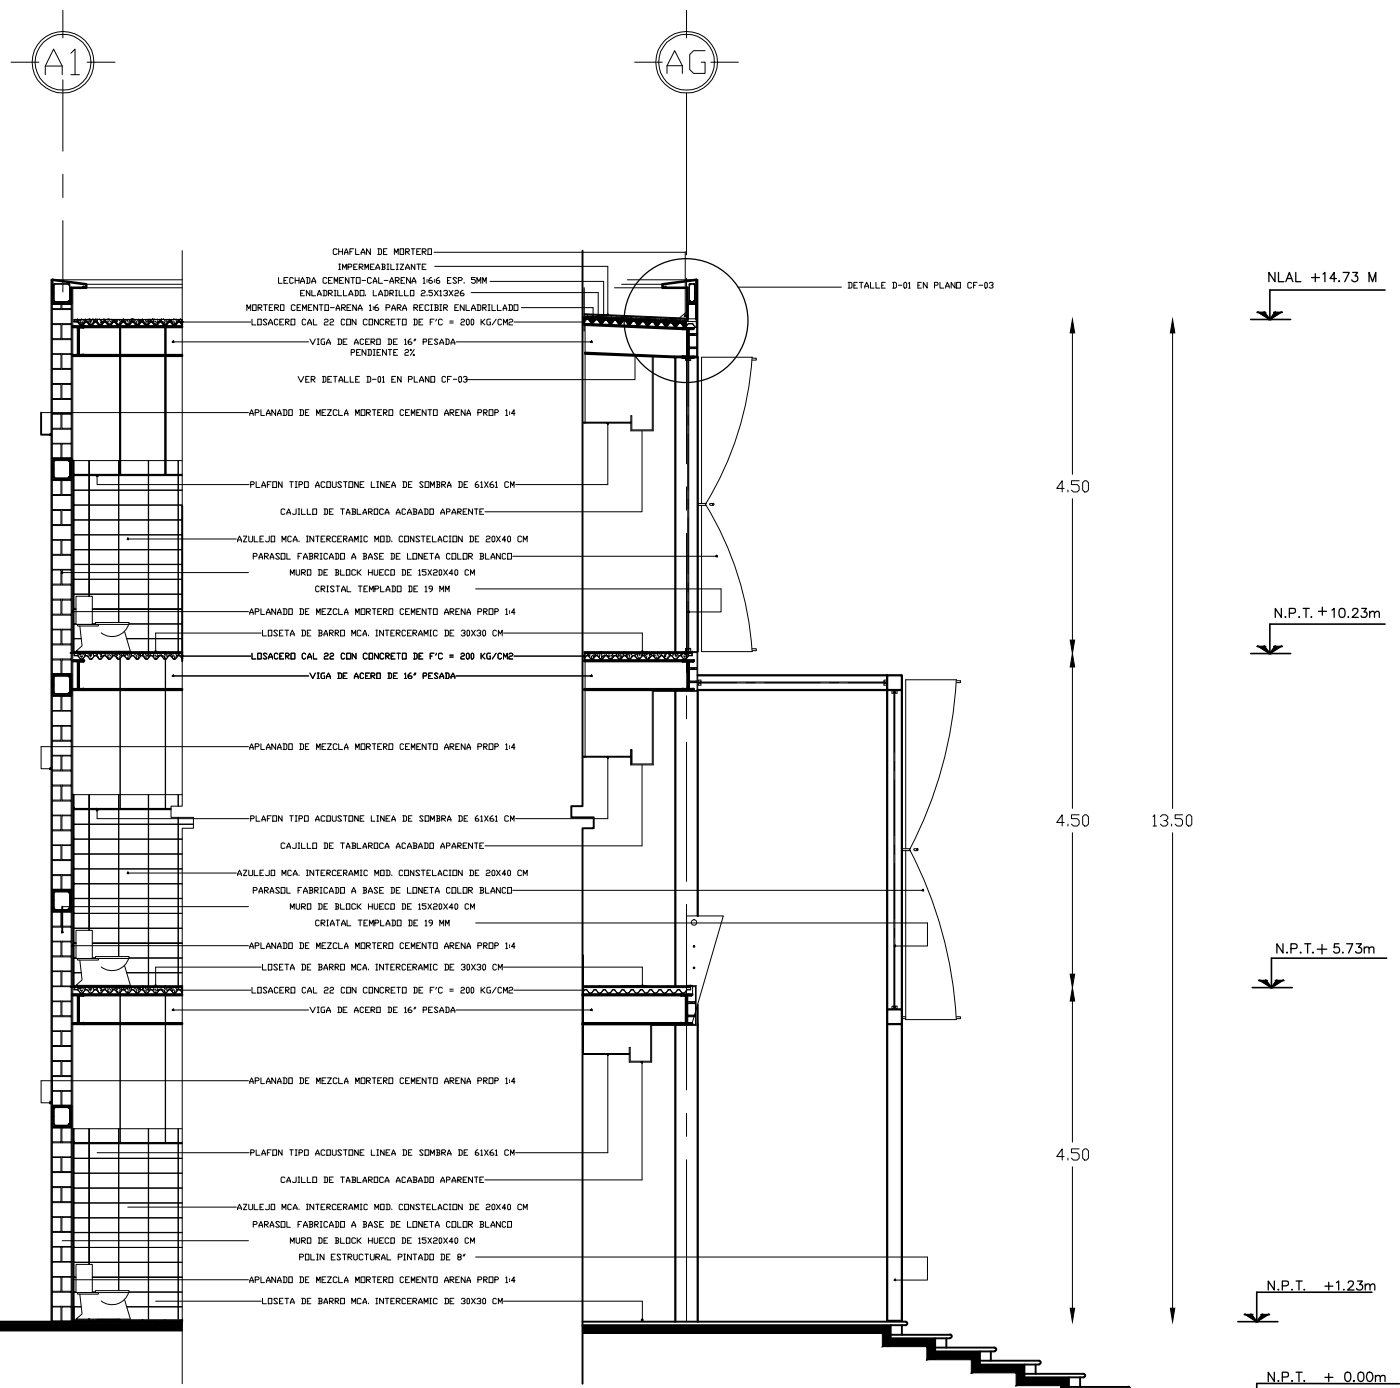 A1
AG
CHAFLAN DE MORTERO
IMPERMEABILIZANTE
LECHADA CEMENTO-CAL-ARENA 1:6:6 ESP. 5MM
ENLADRILLADO. LADRILLO 2.5X13X26
MORTERO CEMENTO-ARENA 1:6 PARA RECIBIR ENLADRILLADO
LOSACERO CAL 22 CON CONCRETO DE F'C = 200 KG/CM2
VIGA DE ACERO DE 16" PESADA
PENDIENTE 2%
VER DETALLE D-01 EN PLANO CF-03
DETALLE D-01 EN PLANO CF-03
NLAL +14.73 M
APLANADO DE MEZCLA MORTERO CEMENTO ARENA PROP 1:4
PLAFON TIPO ACOUSTONE LINEA DE SOMBRA DE 61X61 CM
4.50
CAJILLO DE TABLAROCA ACABADO APARENTE
AZULEJO MCA. INTERCERAMIC MOD. CONSTELACION DE 20X40 CM
PARASOL FABRICADO A BASE DE LONETA COLOR BLANCO
MURO DE BLOCK HUECO DE 15X20X40 CM
CRISTAL TEMPLADO DE 19 MM
APLANADO DE MEZCLA MORTERO CEMENTO ARENA PROP 1:4
N.P.T. +10.23m
LOSETA DE BARRO MCA. INTERCERAMIC DE 30X30 CM
LOSACERO CAL 22 CON CONCRETO DE F'C = 200 KG/CM2
VIGA DE ACERO DE 16" PESADA
APLANADO DE MEZCLA MORTERO CEMENTO ARENA PROP 1:4
PLAFON TIPO ACOUSTONE LINEA DE SOMBRA DE 61X61 CM
4.50
13.50
CAJILLO DE TABLAROCA ACABADO APARENTE
AZULEJO MCA. INTERCERAMIC MOD. CONSTELACION DE 20X40 CM
PARASOL FABRICADO A BASE DE LONETA COLOR BLANCO
MURO DE BLOCK HUECO DE 15X20X40 CM
CRIATAL TEMPLADO DE 19 MM
APLANADO DE MEZCLA MORTERO CEMENTO ARENA PROP 1:4
N.P.T.+ 5.73m
LOSETA DE BARRO MCA. INTERCERAMIC DE 30X30 CM
LOSACERO CAL 22 CON CONCRETO DE F'C = 200 KG/CM2
VIGA DE ACERO DE 16" PESADA
APLANADO DE MEZCLA MORTERO CEMENTO ARENA PROP 1:4
PLAFON TIPO ACOUSTONE LINEA DE SOMBRA DE 61X61 CM
4.50
CAJILLO DE TABLAROCA ACABADO APARENTE
AZULEJO MCA. INTERCERAMIC MOD. CONSTELACION DE 20X40 CM
PARASOL FABRICADO A BASE DE LONETA COLOR BLANCO
MURO DE BLOCK HUECO DE 15X20X40 CM
POLIN ESTRUCTURAL PINTADO DE 8"
APLANADO DE MEZCLA MORTERO CEMENTO ARENA PROP 1:4
N.P.T. +1.23m
LOSETA DE BARRO MCA. INTERCERAMIC DE 30X30 CM
N.P.T. + 0.00m